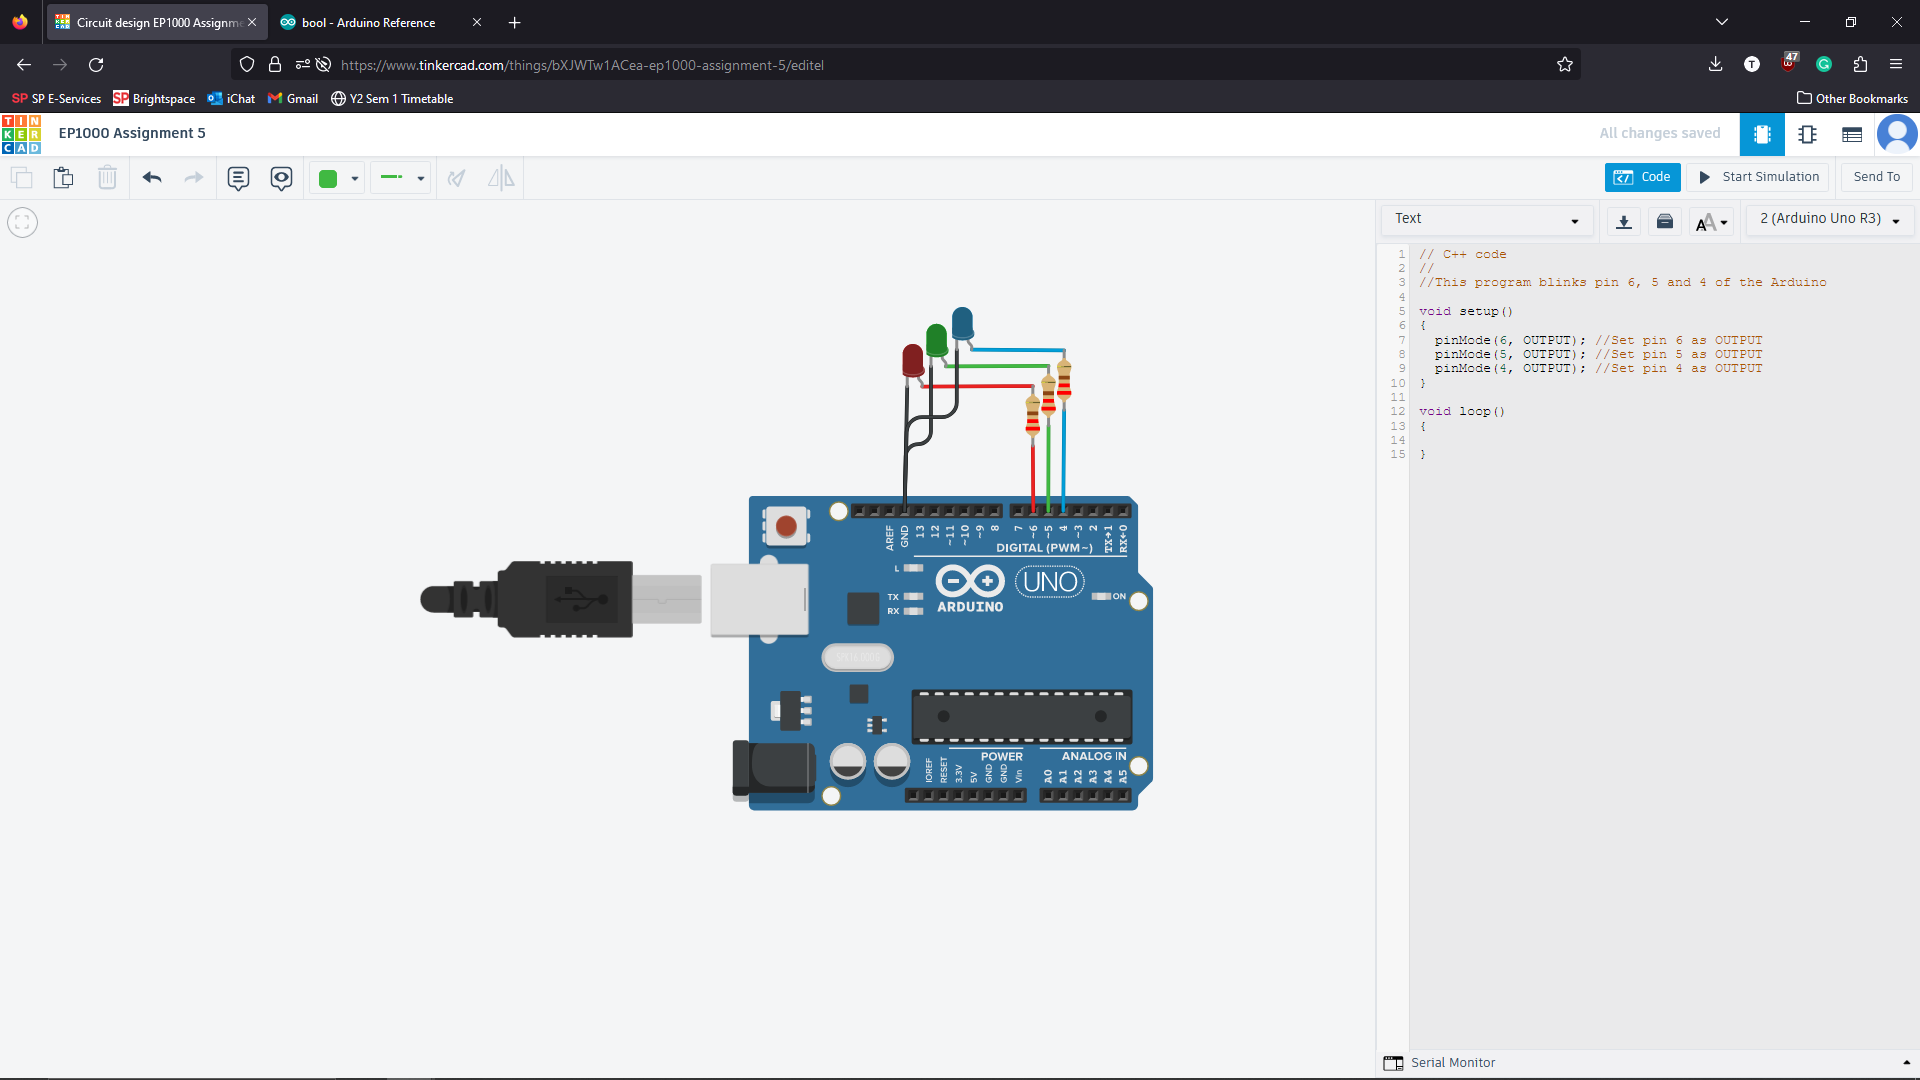 Circuit design EP1000 Assignm
bool - Arduino Reference
https://www.tinkercad.com/things/bXJWTw1ACea-ep1000-assignment-5/editel
47
SP SP E-Services
SP Brightspace
iChat
Gmail
Y2 Sem 1 Timetable
Other Bookmarks
TIN
KER
CAD
EP1000 Assignment 5
All changes saved
Code
Start Simulation
Send To
Text
AA
2 (Arduino Uno R3)
1 // C++ code
2 //
3 //This program blinks pin 6, 5 and 4 of the Arduino
4
5 void setup()
6 {
7 pinMode(6, OUTPUT); //Set pin 6 as OUTPUT
8 pinMode(5, OUTPUT); //Set pin 5 as OUTPUT
9 pinMode(4, OUTPUT); //Set pin 4 as OUTPUT
10 }
11
12 void loop()
13 {
14
15 }
AREF GND 13 12 ~11 ~10 ~9 8 7 ~6 ~5 4 ~3 2 TX→1 RX←0
DIGITAL (PWM~)
L
TX
RX
ARDUINO
UNO
ON
POWER
ANALOG IN
IOREF RESET 3.3V 5V GND GND Vin A0 A1 A2 A3 A4 A5
Serial Monitor